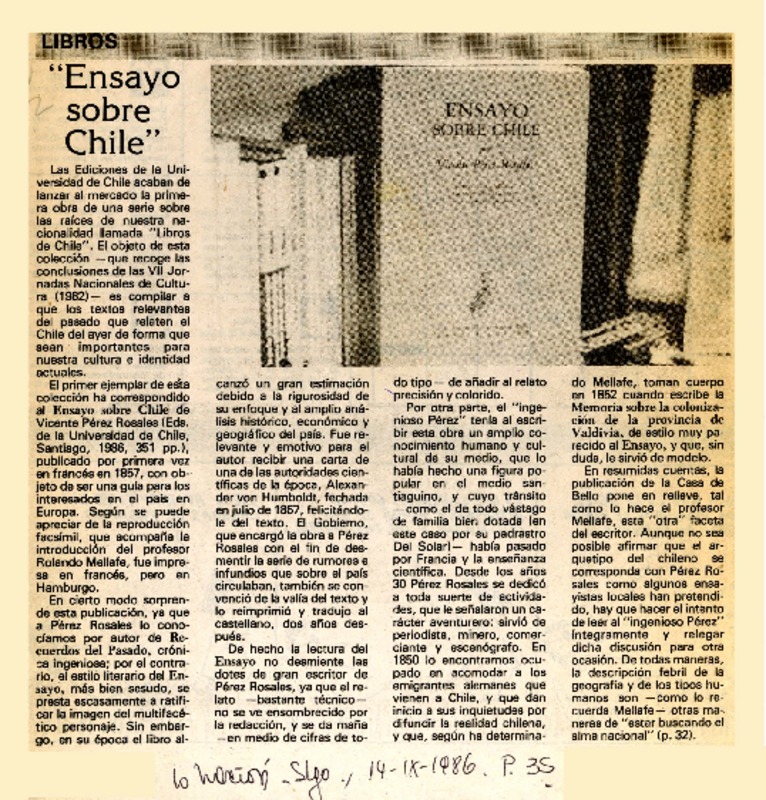 LIBROS
“Ensayo
sobre
Chile”
ENSAYO
SOBRE CHILE
Vicente Pérez Rosales
Las Ediciones de la Uni-
versidad de Chile acaban de
lanzar al mercado la prime-
ra obra de una serie sobre
las raíces de nuestra na-
cionalidad llamada “Libros
de Chile”. El objeto de esta
colección —que recoge las
conclusiones de las VII Jor-
nadas Nacionales de Cultu-
ra (1982)— es compilar a
que los textos relevantes
del pasado que relaten el
Chile del ayer de forma que
sean importantes para
nuestra cultura e identidad
actuales.
El primer ejemplar de esta
colección ha correspondido
al Ensayo sobre Chile de
Vicente Pérez Rosales (Eds.
de la Universidad de Chile,
Santiago, 1986, 351 pp.),
publicado por primera vez
en francés en 1857, con ob-
jeto de ser una guía para los
interesados en el país en
Europa. Según se puede
apreciar de la reproducción
facsímil, que acompaña la
introducción del profesor
Rolando Mellafe, fue impre-
sa en francés, pero en
Hamburgo.
En cierto modo sorpren-
de esta publicación, ya que
a Pérez Rosales lo cono-
cíamos por autor de Re-
cuerdos del Pasado, cróni-
ca ingeniosa; por el contra-
rio, el estilo literario del En-
sayo, más bien sesudo, se
presta escasamente a ratifi-
car la imagen del multifacé-
tico personaje. Sin embar-
go, en su época el libro al-
canzó un gran estimación
debido a la rigurosidad de
su enfoque y al amplio aná-
lisis histórico, económico y
geográfico del país. Fue re-
levante y emotivo para el
autor recibir una carta de
una de las autoridades cien-
tíficas de la época, Alexan-
der von Humboldt, fechada
en julio de 1857, felicitándo-
le del texto. El Gobierno,
que encargó la obra a Pérez
Rosales con el fin de des-
mentir la serie de rumores e
infundios que sobre el país
circulaban, también se con-
venció de la valía del texto y
lo reimprimió y tradujo al
castellano, dos años des-
pués.
De hecho la lectura del
Ensayo no desmiente las
dotes de gran escritor de
Pérez Rosales, ya que el re-
lato —bastante técnico—
no se ve ensombrecido por
la redacción, y se da maña
—en medio de cifras de to-
do tipo— de añadir al relato
precisión y colorido.
Por otra parte, el “inge-
nioso Pérez” tenía al escri-
bir esta obra un amplio co-
nocimiento humano y cul-
tural de su medio, que lo
había hecho una figura po-
pular en el medio san-
tiaguino, y cuyo tránsito
—como el de todo vástago
de familia bien dotada (en
este caso por su padrastro
Del Solar)— había pasado
por Francia y la enseñanza
científica. Desde los años
30 Pérez Rosales se dedicó
a toda suerte de activida-
des, que le señalaron un ca-
rácter aventurero: sirvió de
periodista, minero, comer-
ciante y escenógrafo. En
1850 lo encontramos ocu-
pado en acomodar a los
emigrantes alemanes que
vienen a Chile, y que dan
inicio a sus inquietudes por
difundir la realidad chilena,
y que, según ha determina-
do Mellafe, toman cuerpo
en 1852 cuando escribe la
Memoria sobre la coloniza-
ción de la provincia de
Valdivia, de estilo muy pa-
recido al Ensayo, y que, sin
duda, le sirvió de modelo.
En resumidas cuentas, la
publicación de la Casa de
Bello pone en relieve, tal
como lo hace el profesor
Mellafe, esta “otra” faceta
del escritor. Aunque no sea
posible afirmar que el ar-
quetipo del chileno se
corresponda con Pérez Ro-
sales como algunos ensa-
yistas locales han pretendi-
do, hay que hacer el intento
de leer al “ingenioso Pérez”
íntegramente y relegar
dicha discusión para otra
ocasión. De todas maneras,
la descripción febril de la
geografía y de los tipos hu-
manos son —como lo re-
cuerda Mellafe— otras ma-
neras de “estar buscando el
alma nacional” (p. 32).
La Nación, Stgo., 14-IX-1986. P. 35